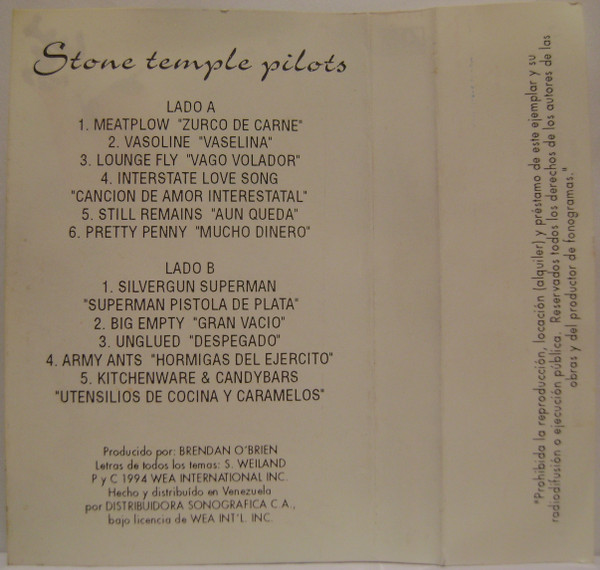 Stone temple pilots
LADO A
1. MEATPLOW "ZURCO DE CARNE"
2. VASOLINE "VASELINA"
3. LOUNGE FLY "VAGO VOLADOR"
4. INTERSTATE LOVE SONG
"CANCION DE AMOR INTERESTATAL"
5. STILL REMAINS "AUN QUEDA"
6. PRETTY PENNY "MUCHO DINERO"
LADO B
1. SILVERGUN SUPERMAN
"SUPERMAN PISTOLA DE PLATA"
2. BIG EMPTY "GRAN VACIO"
3. UNGLUED "DESPEGADO"
4. ARMY ANTS "HORMIGAS DEL EJERCITO"
5. KITCHENWARE & CANDYBARS
"UTENSILIOS DE COCINA Y CARAMELOS"
Producido por: BRENDAN O'BRIEN
Letras de todos los temas: S. WEILAND
P y C 1994 WEA INTERNATIONAL INC.
Hecho y distribuído en Venezuela
por DISTRIBUIDORA SONOGRAFICA C.A.,
bajo licencia de WEA INT'L. INC.
"Prohibida la reproducción, locación (alquiler) y préstamo de este ejemplar y su
radiodifusión o ejecución pública. Reservados todos los derechos de los autores de las
obras y del productor de fonogramas."